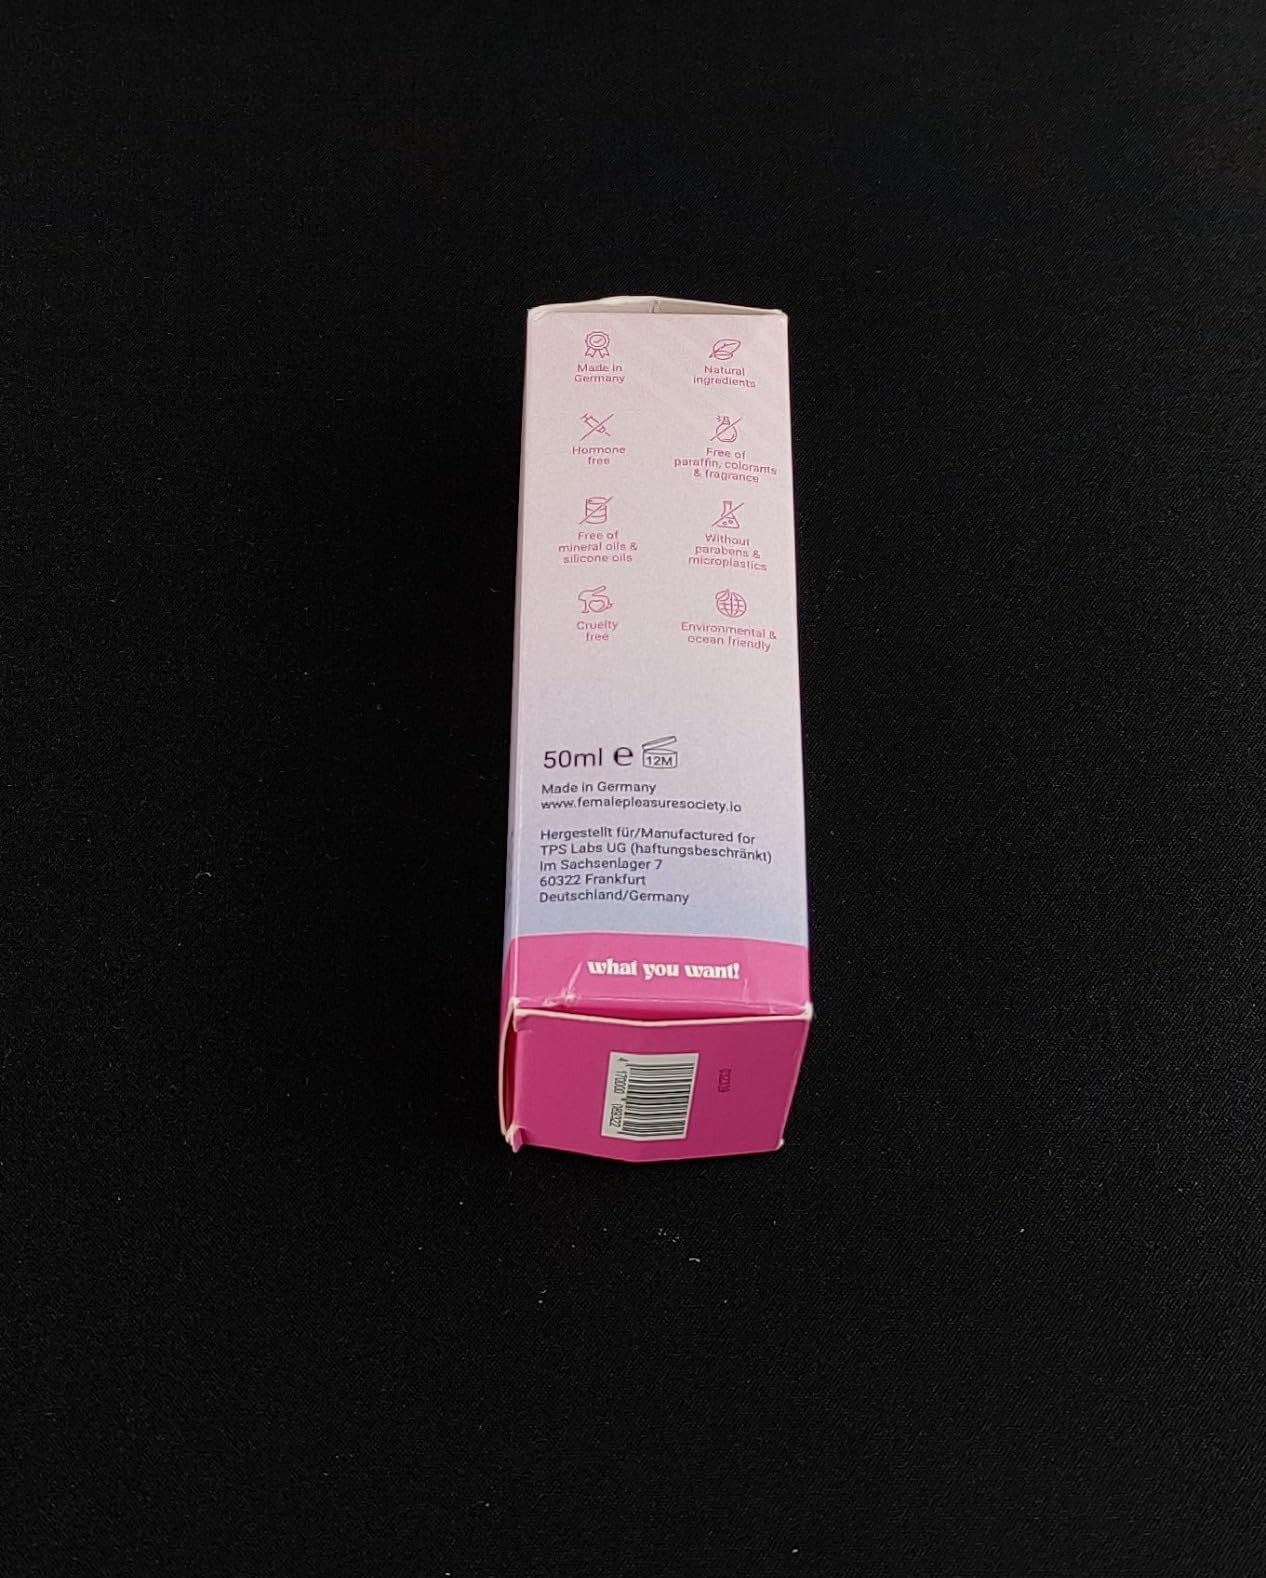 Made in
Germany
Natural
ingredients
Hormone
free
Free of
paraffin, colorants
& fragrance
Free of
mineral oils &
silicone oils
Without
parabens &
microplastics
Cruelty
free
Environmental &
ocean friendly
50ml ℮ 12M
Made in Germany
www.femalepleasuresociety.io
Hergestellt für/Manufactured for
TPS Labs UG (haftungsbeschränkt)
Im Sachsenlager 7
60322 Frankfurt
Deutschland/Germany
what you want!